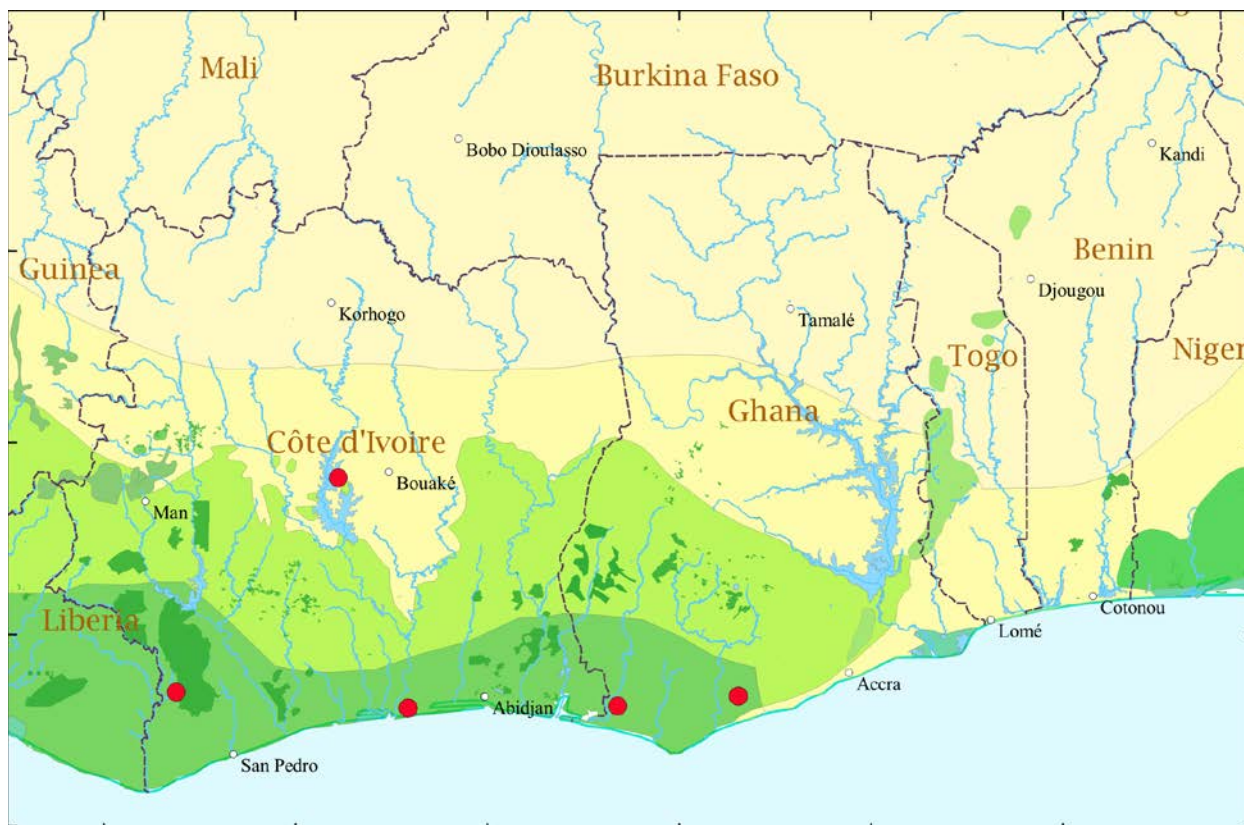 Mali
Burkina Faso
Bobo Dioulasso
Kandi
Guinea
Benin
Djougou
Korhogo
Tamalé
Togo
Niger
Ghana
Côte d'Ivoire
Bouaké
Man
Liberia
Cotonou
Lomé
Accra
Abidjan
San Pedro